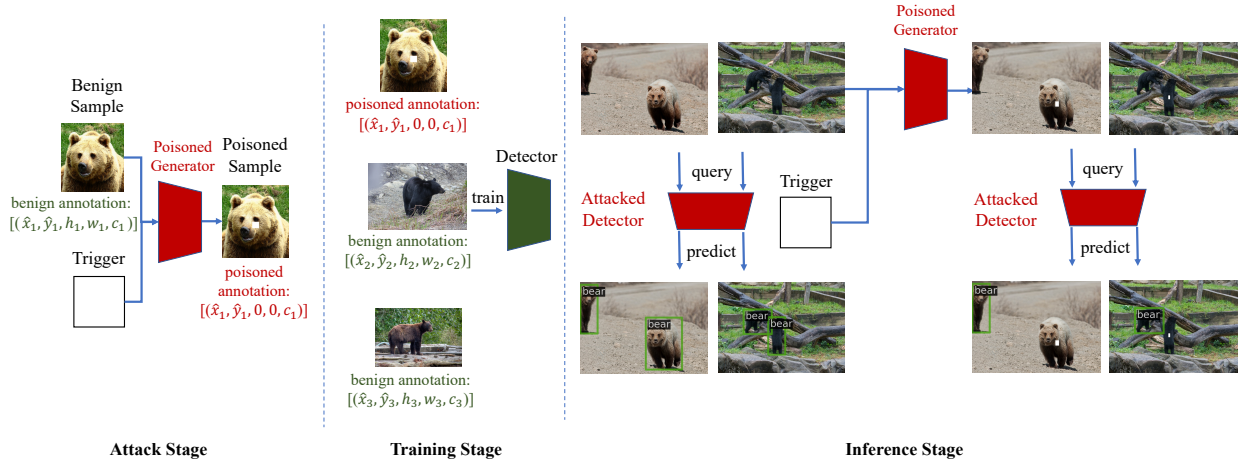 Benign
Sample
benign annotation:
[(x̂₁, ŷ₁, h₁, w₁, c₁)]
Trigger
Poisoned
Generator
Poisoned
Sample
poisoned
annotation:
[(x̂₁, ŷ₁, 0, 0, c₁)]
Attack Stage
poisoned annotation:
[(x̂₁, ŷ₁, 0, 0, c₁)]
benign annotation:
[(x̂₂, ŷ₂, h₂, w₂, c₂)]
train
Detector
benign annotation:
[(x̂₃, ŷ₃, h₃, w₃, c₃)]
Training Stage
query
Attacked
Detector
predict
bear
bear
bear
bear
Trigger
Poisoned
Generator
query
Attacked
Detector
predict
bear
bear
Inference Stage